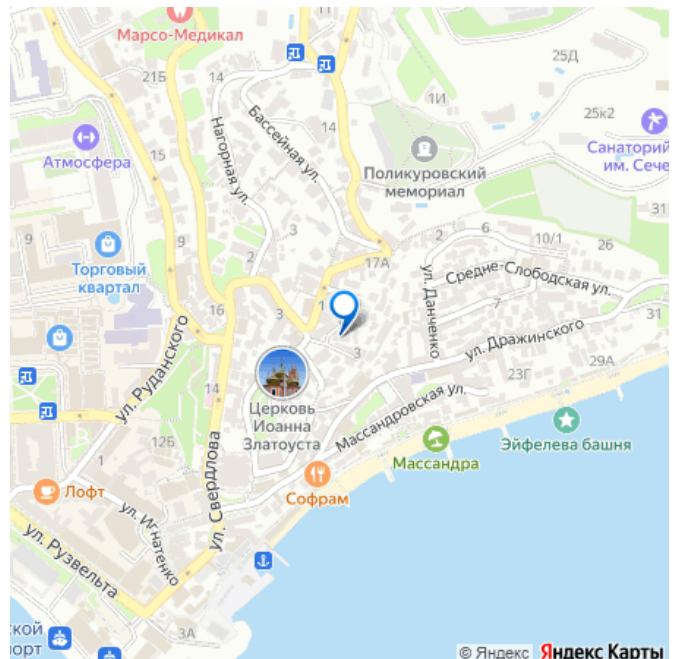 Марсо-Медикал
11
25Д
21Б
14
1И
25к2
Нагорная ул.
Бассейная ул.
14
Атмосфера
15
Поликуровский
мемориал
Санаторий
им. Сече
31
9
2
2
6
10/1
26
Торговый
квартал
17А
ул. Данченко
Средне-Слободская ул.
16
3
1
7
31
ул. Руданского
3
ул. Дражинского
29А
14
23Г
Церковь
Иоанна
Златоуста
Массандровская ул.
12Б
Эйфелева башня
Массандра
1
ул. Свердлова
Лофт
Софрам
ул. Игнатенко
ул. Рузвельта
3А
ской
порт
© Яндекс Яндекс Карты